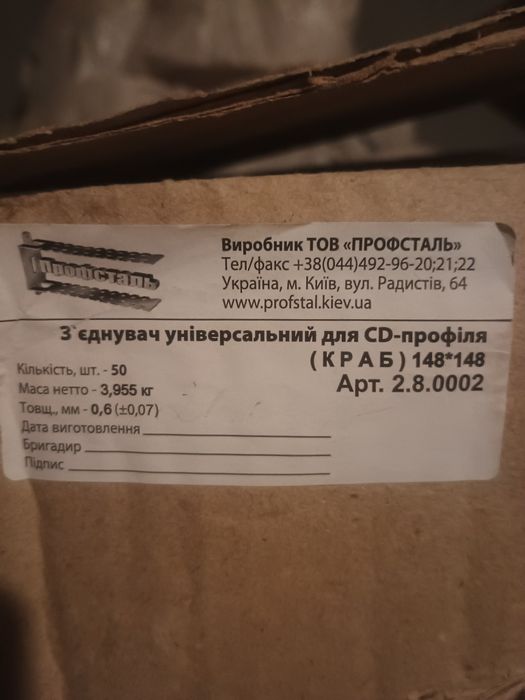 Профсталь
Виробник ТОВ «ПРОФСТАЛЬ»
Тел/факс +38(044)492-96-20;21;22
Україна, м. Київ, вул. Радистів, 64
www.profstal.kiev.ua
З`єднувач універсальний для CD-профіля
( К Р А Б ) 148*148
Арт. 2.8.0002
Кількість, шт. - 50
Маса нетто - 3,955 кг
Товщ., мм - 0,6 (±0,07)
Дата виготовлення
Бригадир
Підпис